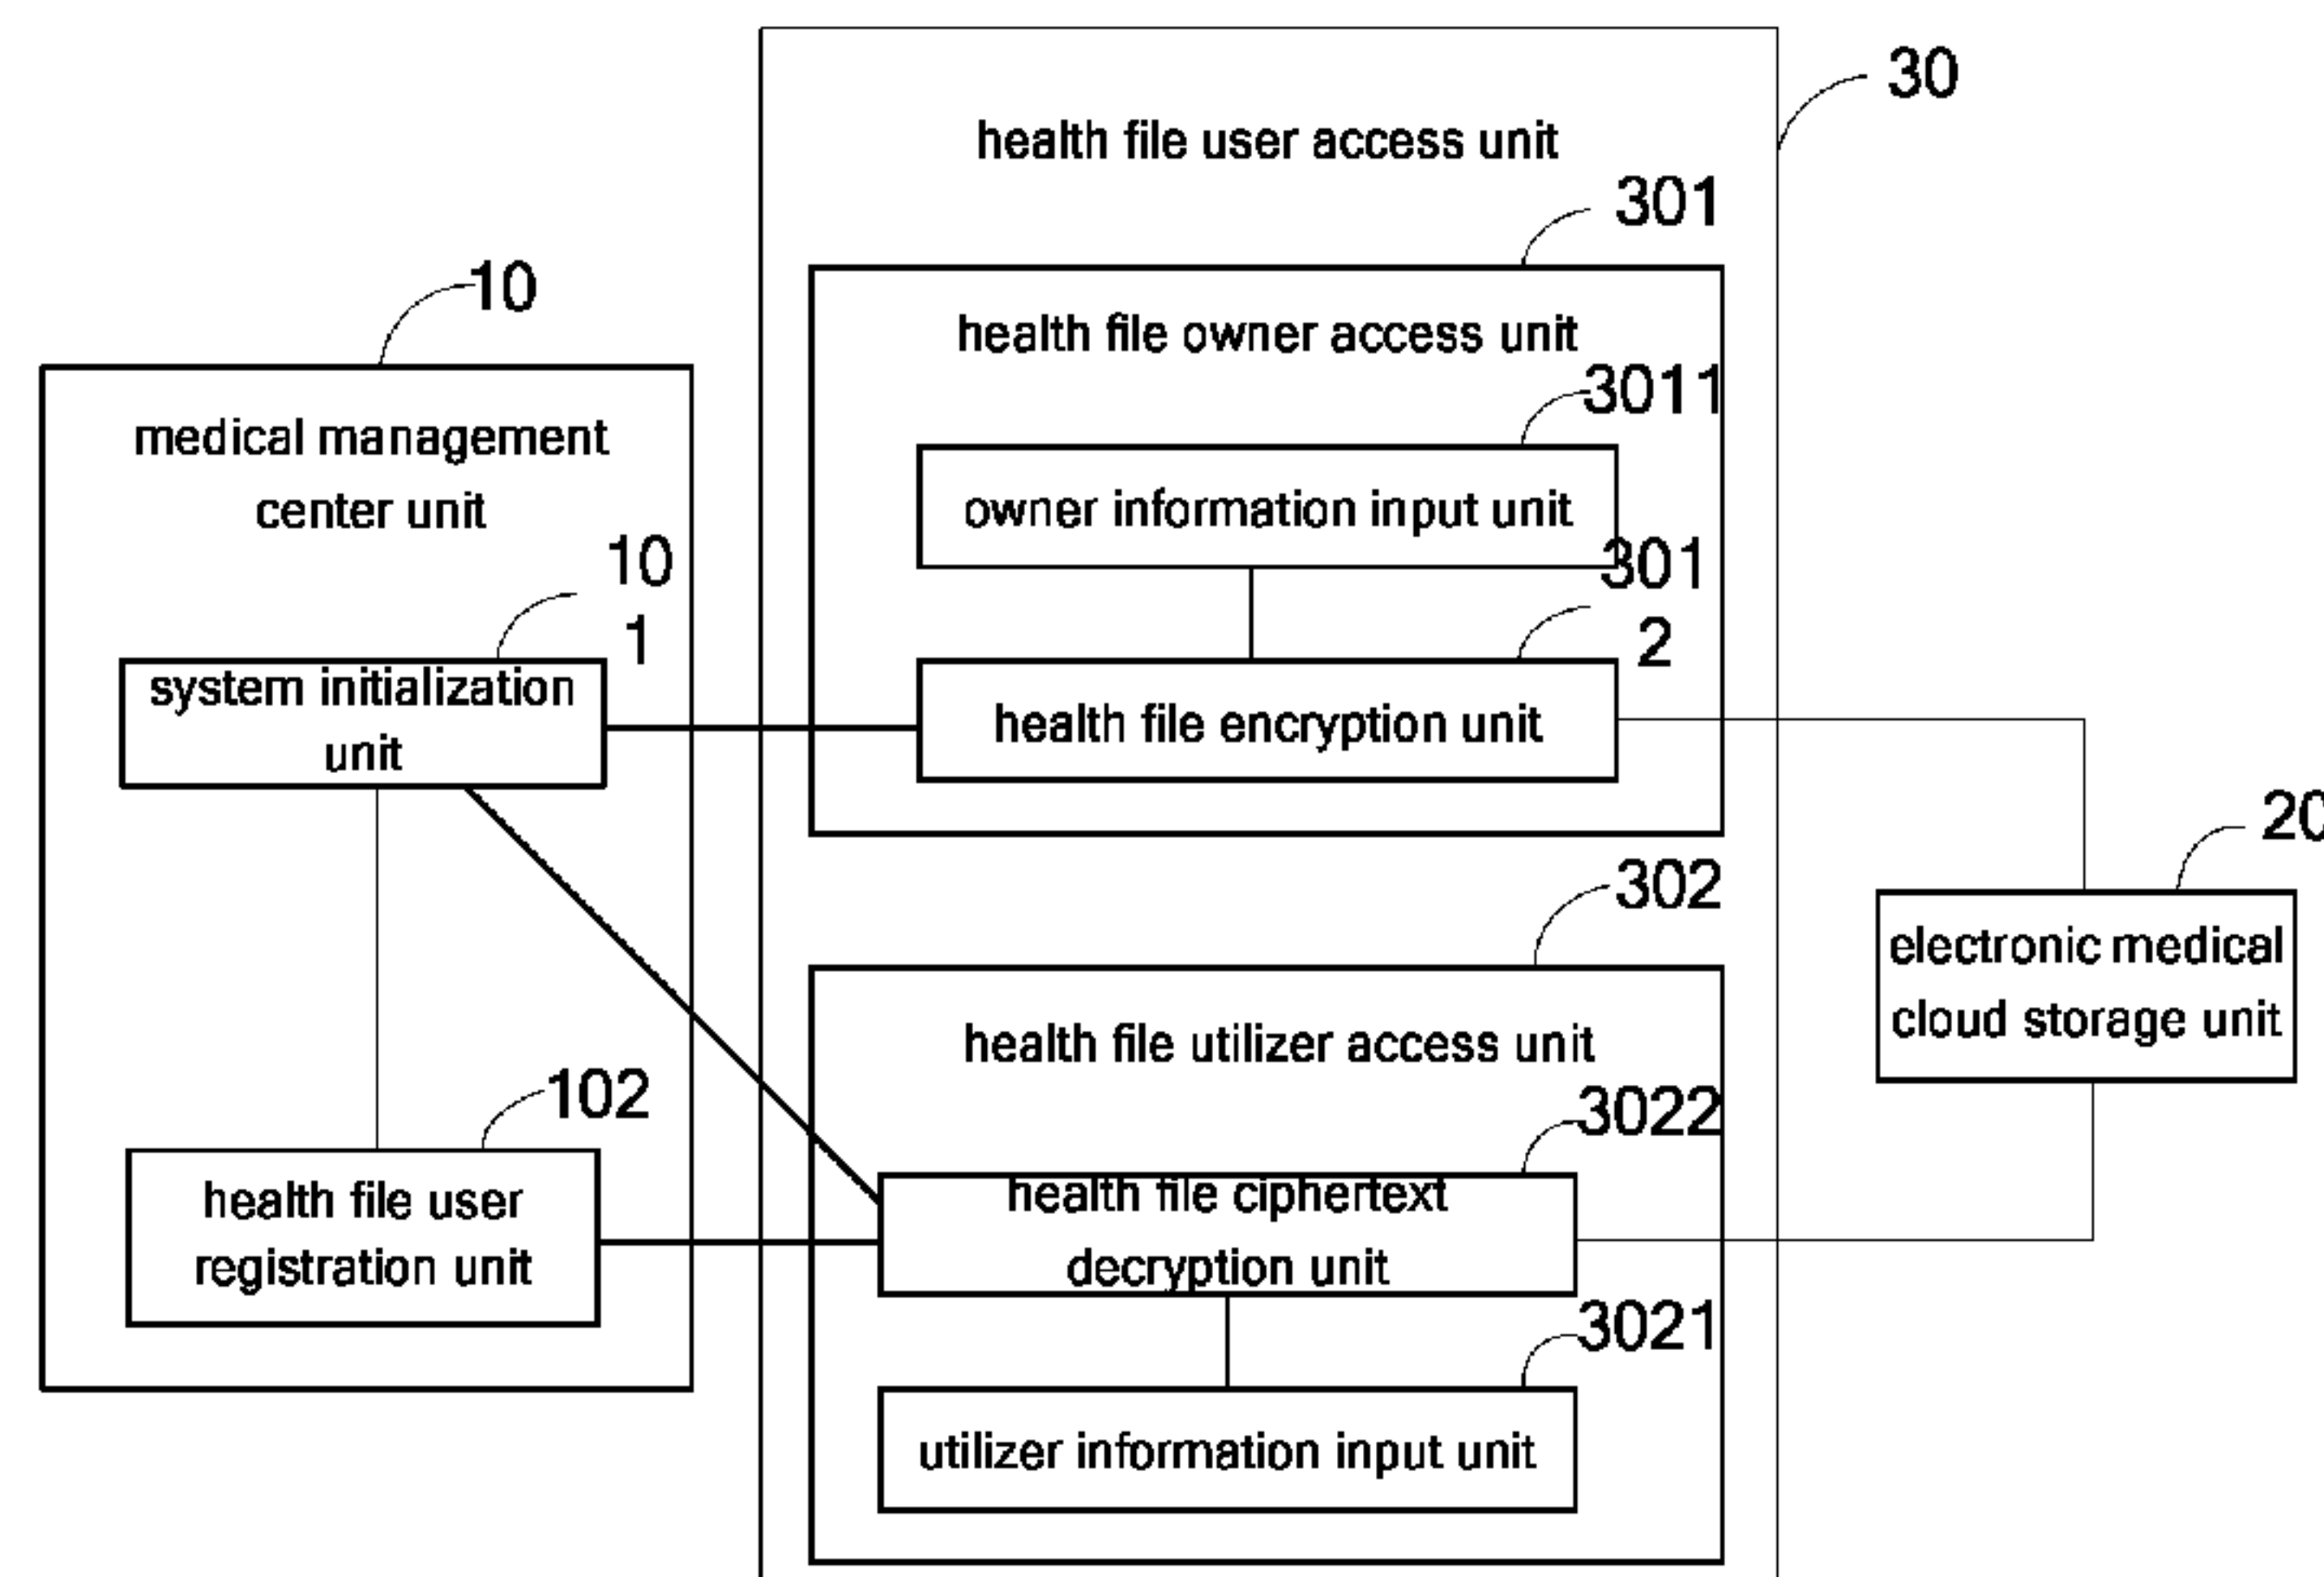 30
health file user access unit
301
10
health file owner access unit
3011
medical management
center unit
owner information input unit
10
1
301
2
system initialization
unit
health file encryption unit
20
302
electronic medical
cloud storage unit
health file utilizer access unit
102
3022
health file user
registration unit
health file ciphertext
decryption unit
3021
utilizer information input unit